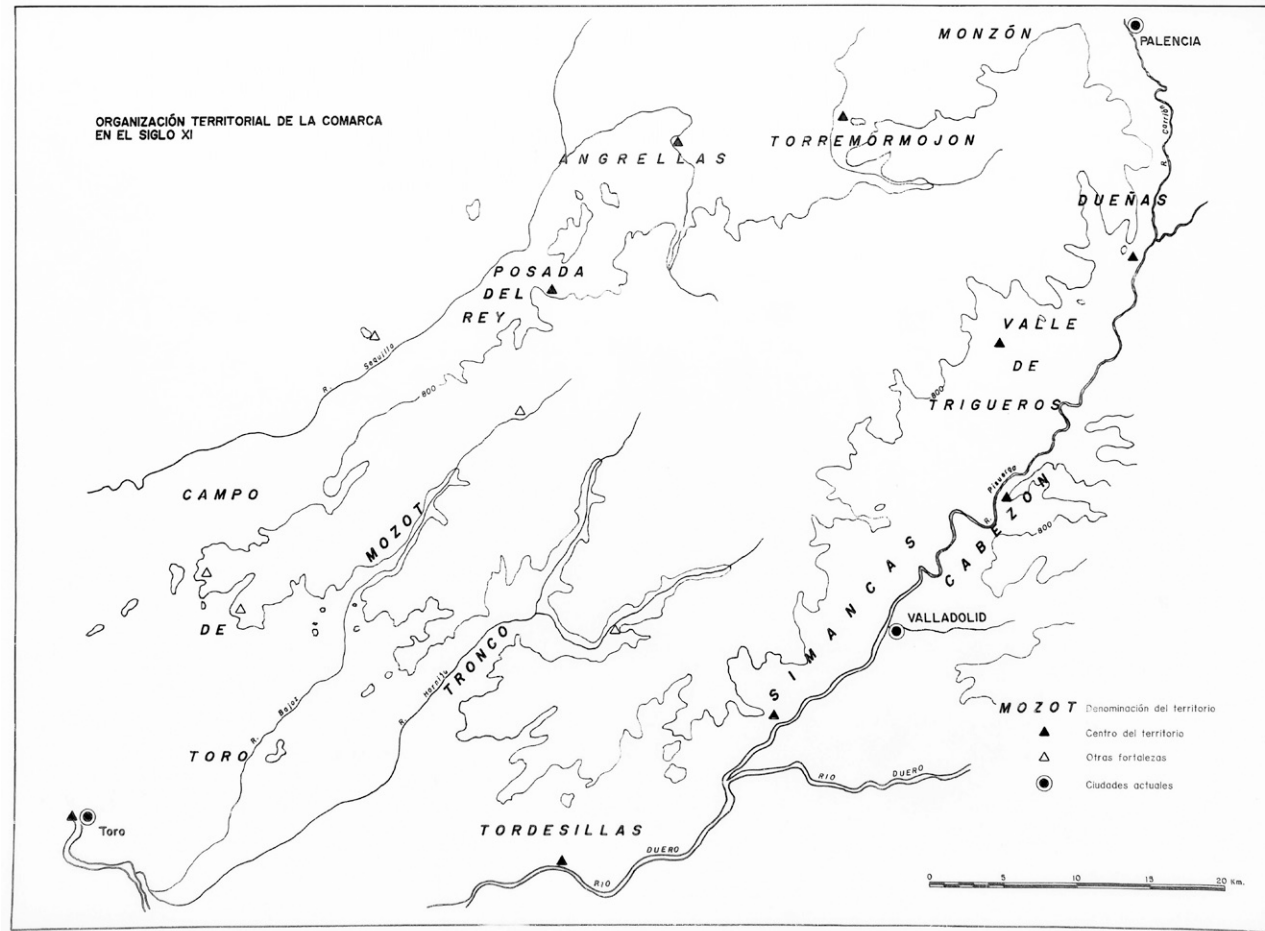 ORGANIZACIÓN TERRITORIAL DE LA COMARCA
EN EL SIGLO XI
MONZÓN
PALENCIA
R. Carrión
TORREMORMOJON
ANGRELLAS
DUEÑAS
POSADA
DEL
REY
VALLE
DE
TRIGUEROS
R. Sequillo
800
800
CAMPO
MOZOT
R. Pisuerga
CABEZON
800
SIMANCAS
DE
VALLADOLID
TRONCO
R. Hornija
R. Bajoz
TORO
MOZOT Denominación del territorio
Centro del territorio
Otras fortalezas
Ciudades actuales
RIO DUERO
Toro
TORDESILLAS
RIO DUERO
0 5 10 15 20 Km.